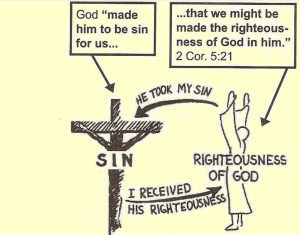 God "made
him to be sin
for us...
...that we might be
made the righteous-
ness of God in him."
2 Cor. 5:21
HE TOOK MY SIN
SIN
RIGHTEOUSNESS
OF GOD
I RECEIVED
HIS RIGHTEOUSNESS